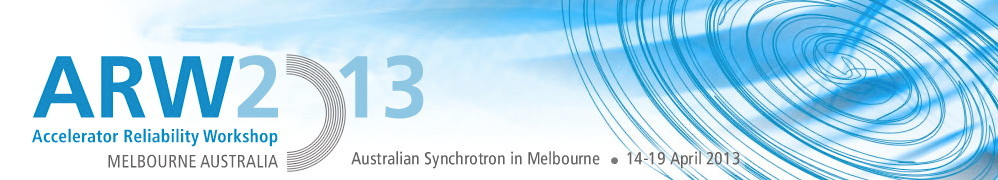 ARW2013
Accelerator Reliability Workshop
MELBOURNE AUSTRALIA
Australian Synchrotron in Melbourne ● 14-19 April 2013